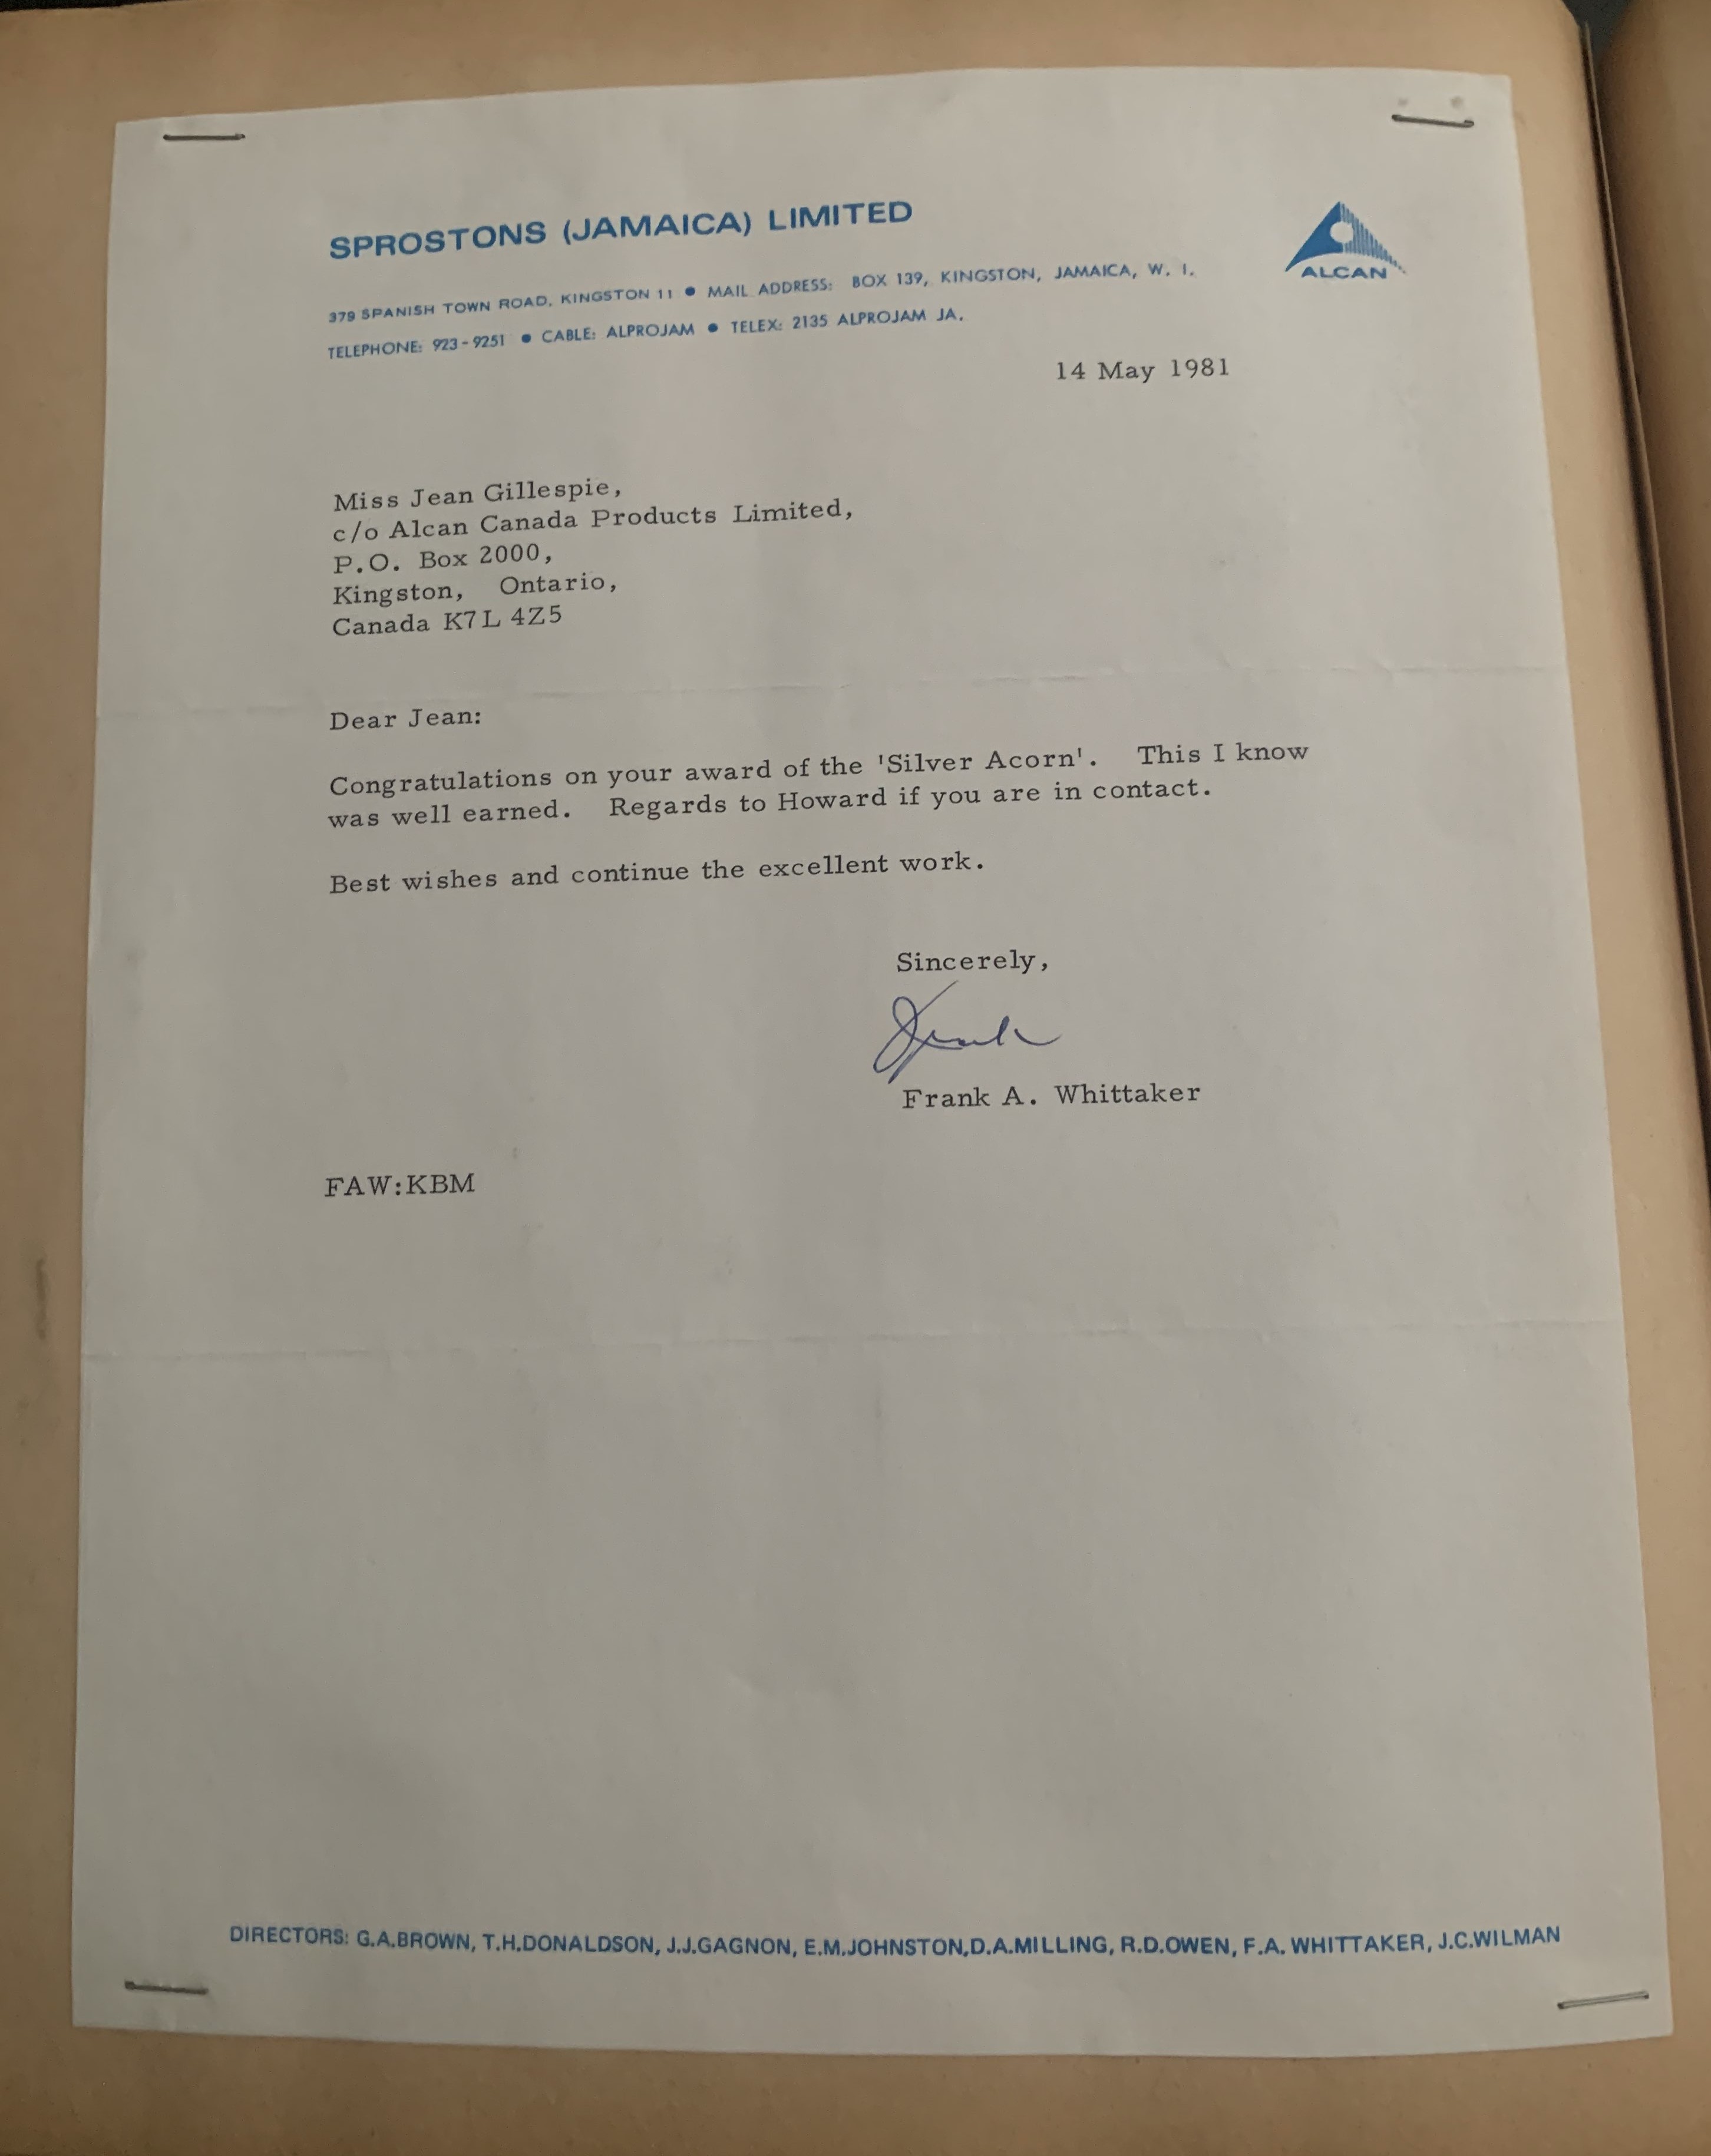 SPROSTONS (JAMAICA) LIMITED
ALCAN
379 SPANISH TOWN ROAD, KINGSTON 11 ● MAIL ADDRESS: BOX 139, KINGSTON, JAMAICA, W. I.
TELEPHONE: 923-9251 ● CABLE: ALPROJAM ● TELEX: 2135 ALPROJAM JA.
14 May 1981
Miss Jean Gillespie,
c/o Alcan Canada Products Limited,
P.O. Box 2000,
Kingston, Ontario,
Canada K7L 4Z5
Dear Jean:
Congratulations on your award of the 'Silver Acorn'. This I know
was well earned. Regards to Howard if you are in contact.
Best wishes and continue the excellent work.
Sincerely,
Frank
Frank A. Whittaker
FAW:KBM
DIRECTORS: G.A.BROWN, T.H.DONALDSON, J.J.GAGNON, E.M.JOHNSTON,D.A.MILLING, R.D.OWEN, F.A. WHITTAKER, J.C.WILMAN